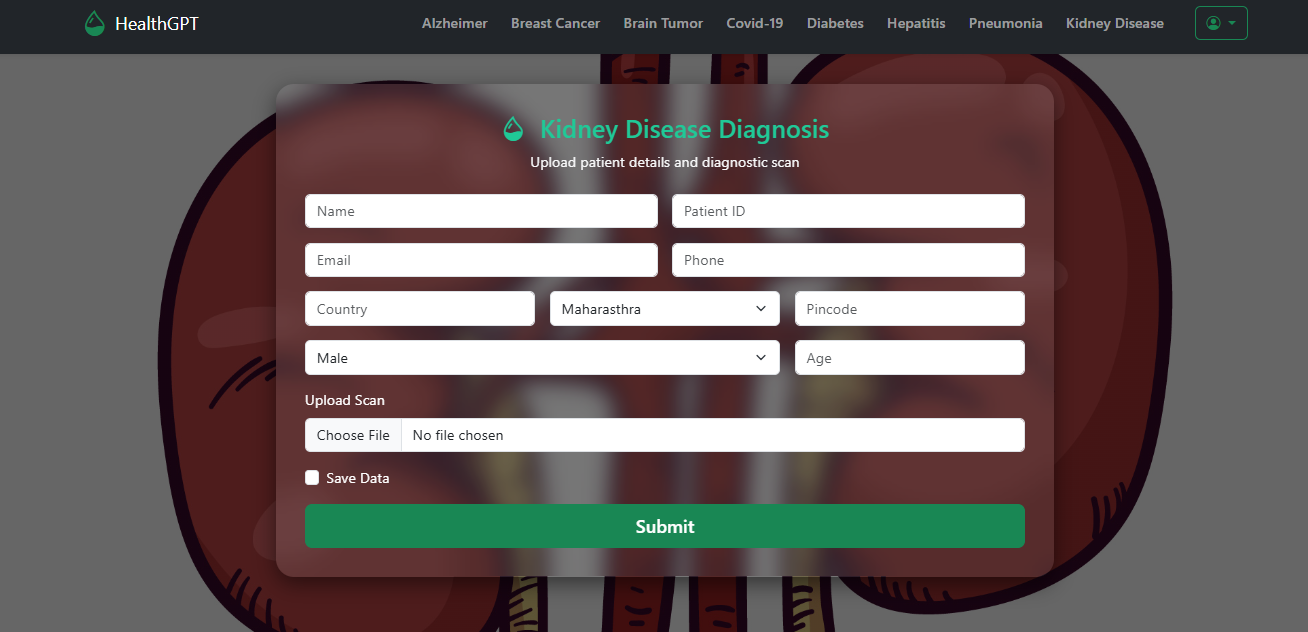 HealthGPT Alzheimer Breast Cancer Brain Tumor Covid-19 Diabetes Hepatitis Pneumonia Kidney Disease
Kidney Disease Diagnosis
Upload patient details and diagnostic scan
Name Patient ID
Email Phone
Country Maharasthra Pincode
Male Age
Upload Scan
Choose File No file chosen
Save Data
Submit